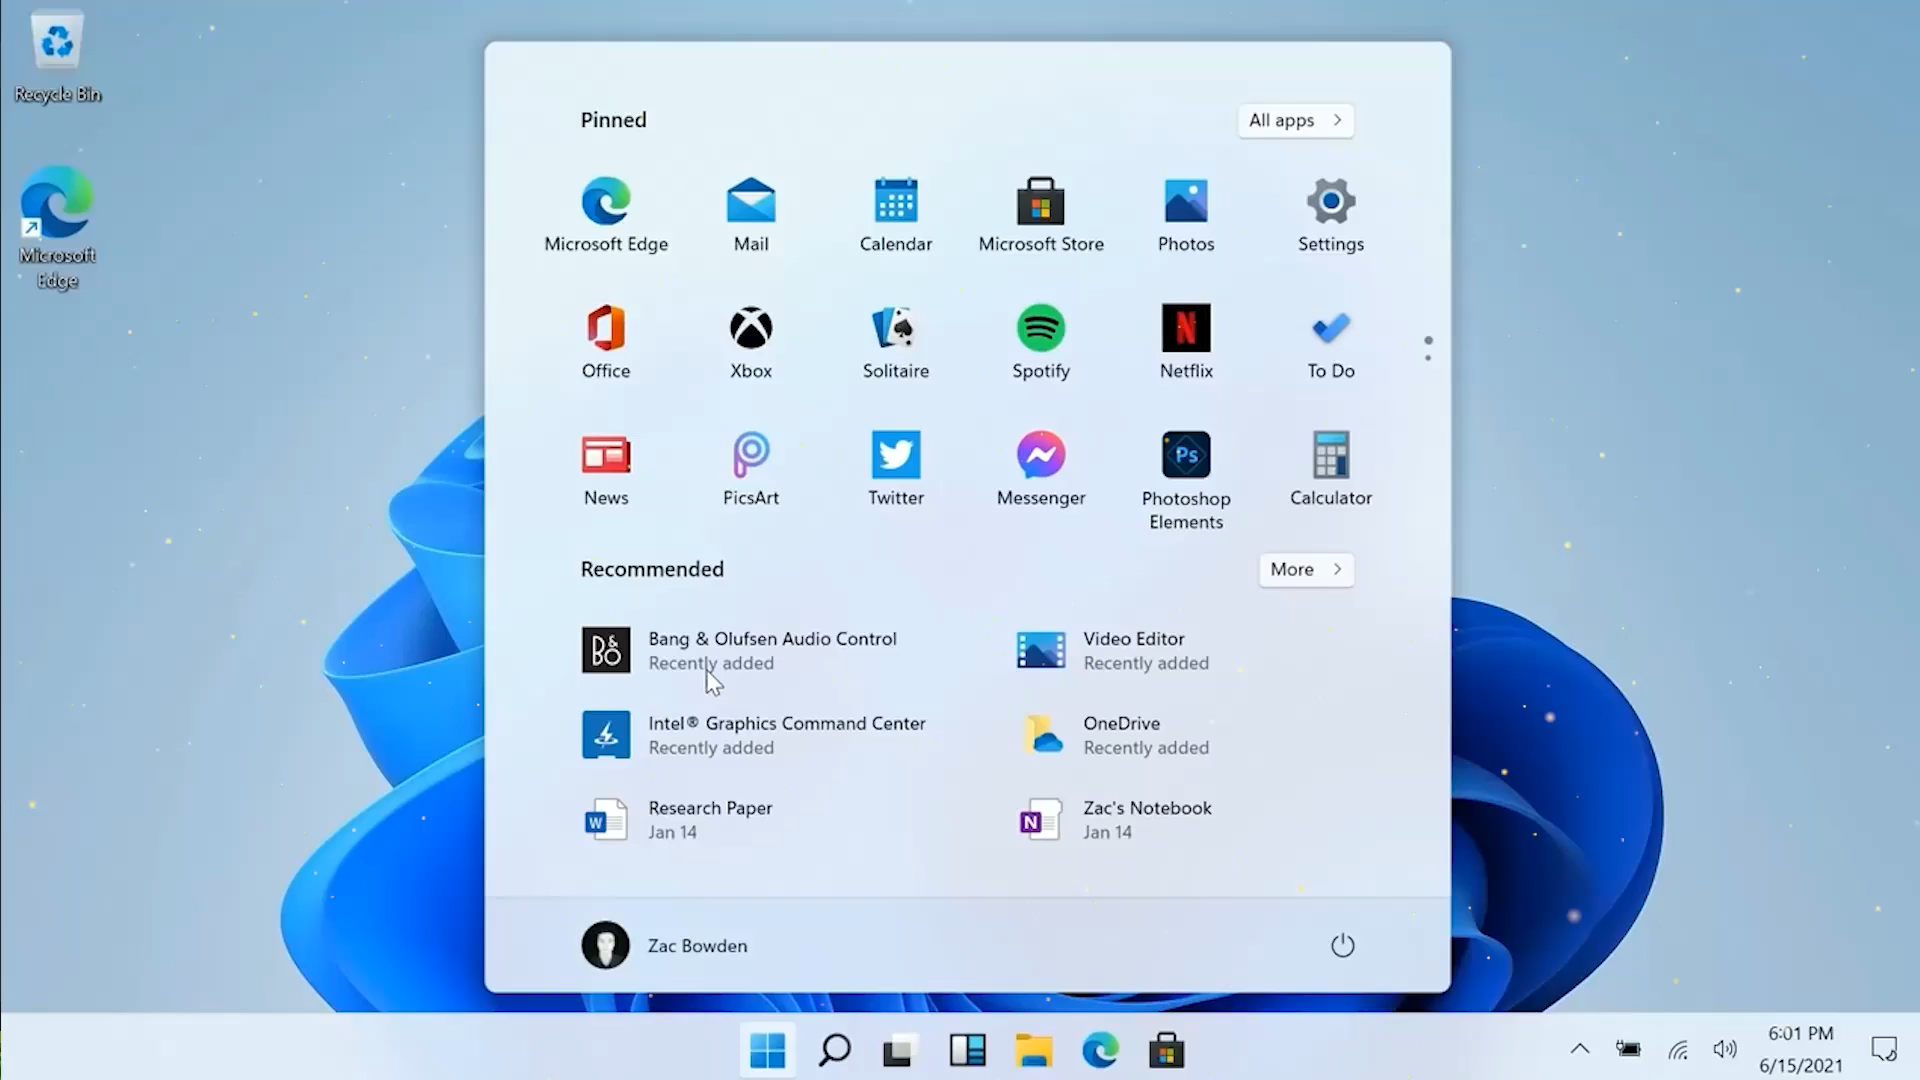 Recycle Bin
Microsoft
Edge
Pinned
All apps
Microsoft Edge
Mail
Calendar
Microsoft Store
Photos
Settings
Office
Xbox
Solitaire
Spotify
Netflix
To Do
News
PicsArt
Twitter
Messenger
Ps
Photoshop
Elements
Calculator
Recommended
More
B&O
Bang & Olufsen Audio Control
Recently added
Video Editor
Recently added
Intel® Graphics Command Center
Recently added
OneDrive
Recently added
W
Research Paper
Jan 14
N
Zac's Notebook
Jan 14
Zac Bowden
6:01 PM
6/15/2021